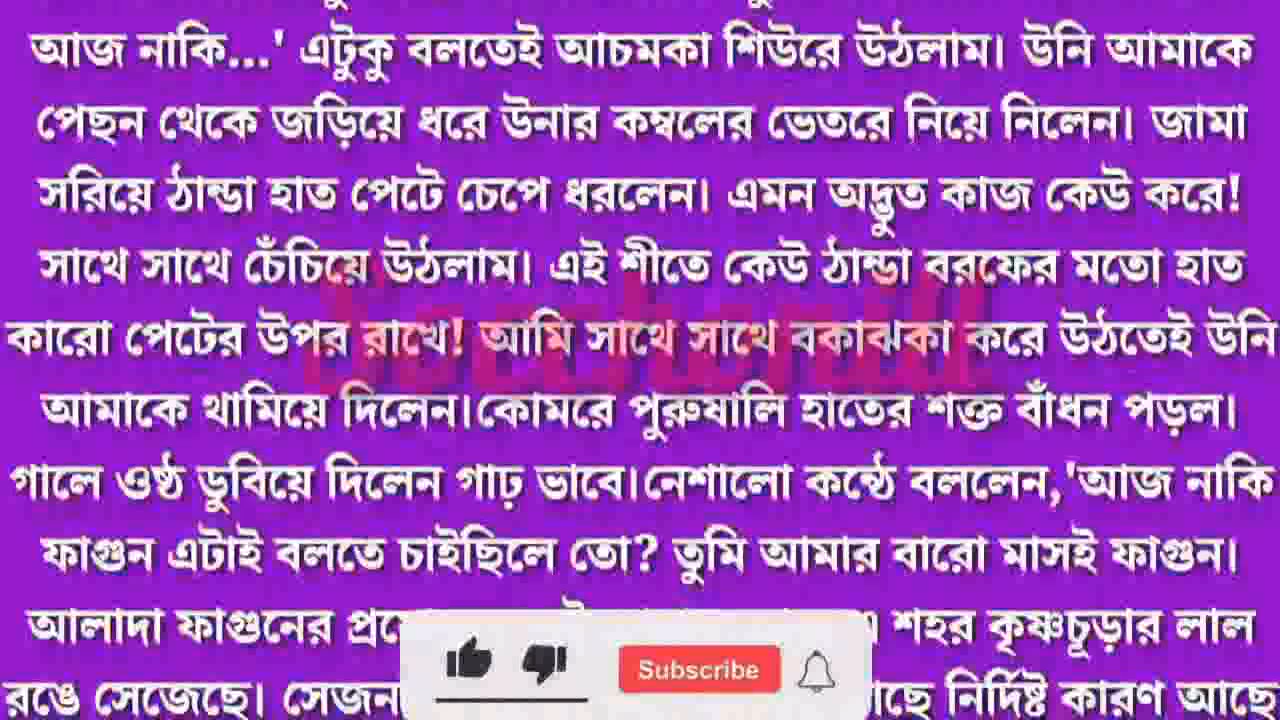 আজ নাকি...' এটুকু বলতেই আচমকা শিউরে উঠলাম। উনি আমাকে
পেছন থেকে জড়িয়ে ধরে উনার কম্বলের ভেতরে নিয়ে নিলেন। জামা
সরিয়ে ঠান্ডা হাত পেটে চেপে ধরলেন। এমন অদ্ভুত কাজ কেউ করে!
সাথে সাথে চেঁচিয়ে উঠলাম। এই শীতে কেউ ঠান্ডা বরফের মতো হাত
কারো পেটের উপর রাখে! আমি সাথে সাথে বকাঝকা করে উঠতেই উনি
আমাকে থামিয়ে দিলেন।কোমরে পুরুষালি হাতের শক্ত বাঁধন পড়ল।
গালে ওষ্ঠ ডুবিয়ে দিলেন গাঢ় ভাবে।নেশালো কন্ঠে বললেন,'আজ নাকি
ফাগুন এটাই বলতে চাইছিলে তো? তুমি আমার বারো মাসই ফাগুন।
আলাদা ফাগুনের শহর কৃষ্ণচূড়ার লাল
রঙে সেজেছে। নির্দিষ্ট কারণ আছে
Subscribe